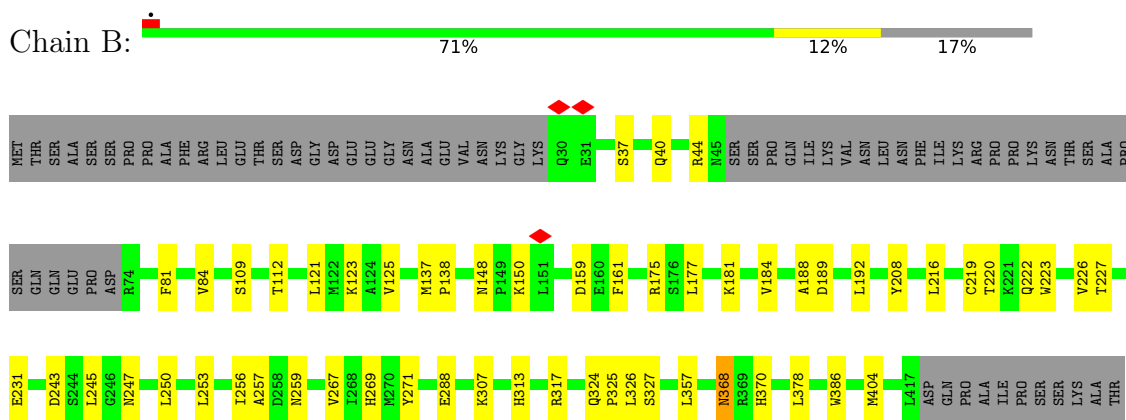 Chain B:
71% 12% 17%
MET THR SER ALA SER SER PRO PRO ALA PHE ARG LEU GLU THR SER ASP GLY ASP GLU GLU GLY ASN ALA GLU VAL ASN LYS GLY LYS Q30 E31 S37 Q40 R44 N45 SER SER PRO GLN ILE LYS VAL ASN LEU ASN PHE ILE LYS ARG PRO PRO LYS ASN THR SER ALA PRO
SER GLN GLN GLU PRO ASP R74 F81 V84 S109 T112 L121 M122 K123 A124 V125 M137 P138 N148 P149 K150 L151 D159 E160 F161 R175 S176 L177 K181 V184 A188 D189 L192 Y208 L216 C219 T220 K221 Q222 W223 V226 T227
E231 D243 S244 L245 G246 N247 L250 L253 I256 A257 D258 N259 V267 I268 H269 M270 Y271 E288 K307 H313 R317 Q324 P325 L326 S327 L357 N368 R369 H370 L378 W386 M404 L417 ASP GLN PRO ALA ILE PRO SER SER LYS ALA THR